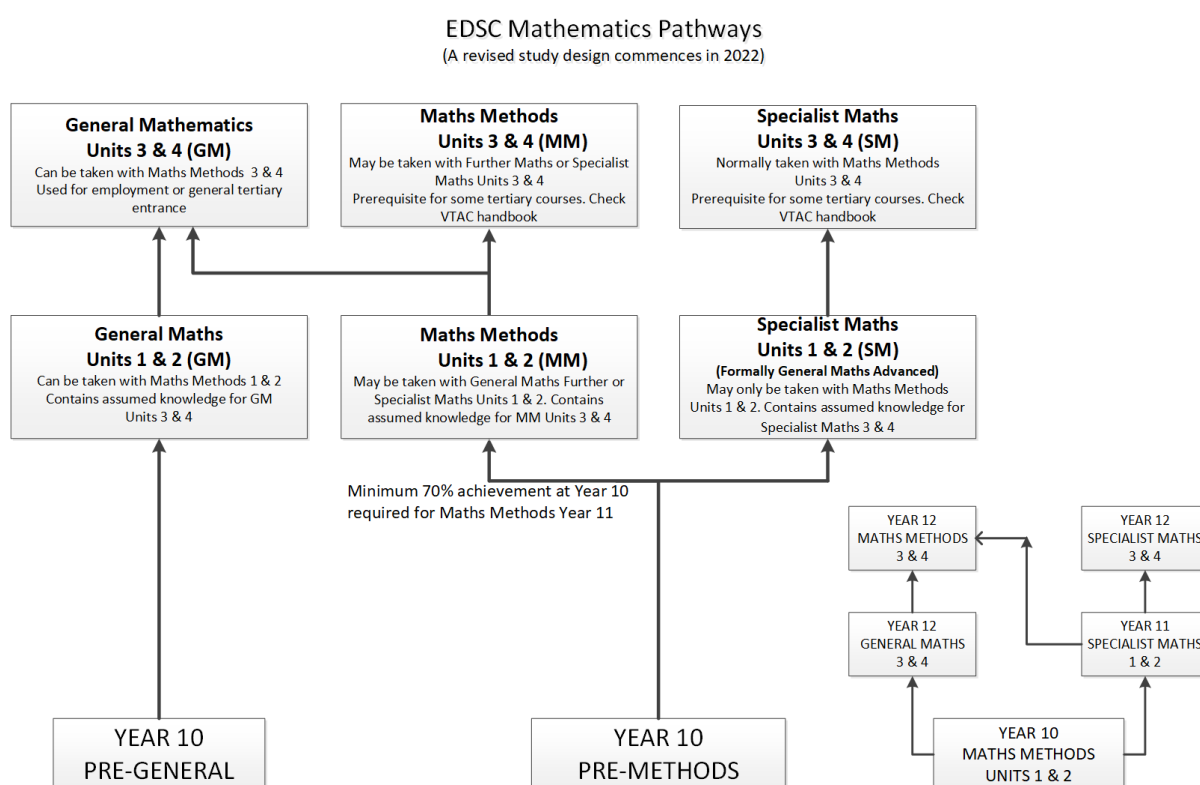 EDSC Mathematics Pathways
(A revised study design commences in 2022)
General Mathematics
Units 3 & 4 (GM)
Can be taken with Maths Methods 3 & 4
Used for employment or general tertiary
entrance
Maths Methods
Units 3 & 4 (MM)
May be taken with Further Maths or Specialist
Maths Units 3 & 4
Prerequisite for some tertiary courses. Check
VTAC handbook
Specialist Maths
Units 3 & 4 (SM)
Normally taken with Maths Methods
Units 3 & 4
Prerequisite for some tertiary courses. Check
VTAC handbook
General Maths
Units 1 & 2 (GM)
Can be taken with Maths Methods 1 & 2
Contains assumed knowledge for GM
Units 3 & 4
Maths Methods
Units 1 & 2 (MM)
May be taken with General Maths Further or
Specialist Maths Units 1 & 2. Contains
assumed knowledge for MM Units 3 & 4
Specialist Maths
Units 1 & 2 (SM)
(Formally General Maths Advanced)
May only be taken with Maths Methods
Units 1 & 2. Contains assumed knowledge for
Specialist Maths 3 & 4
Minimum 70% achievement at Year 10
required for Maths Methods Year 11
YEAR 12
MATHS METHODS
3 & 4
YEAR 12
SPECIALIST MATHS
3 & 4
YEAR 12
GENERAL MATHS
3 & 4
YEAR 11
SPECIALIST MATHS
1 & 2
YEAR 10
PRE-GENERAL
YEAR 10
PRE-METHODS
YEAR 10
MATHS METHODS
UNITS 1 & 2